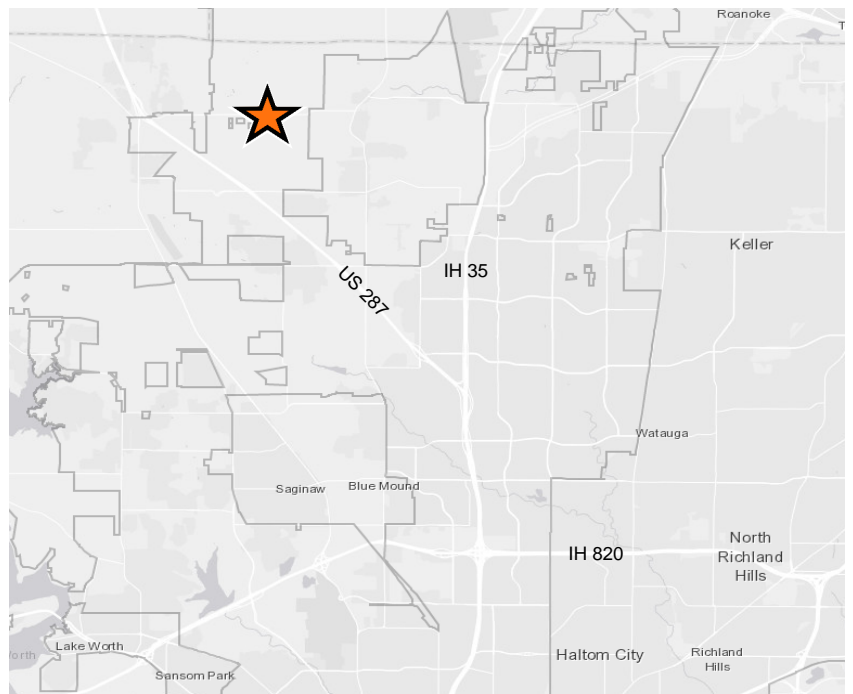 Roanoke
T
Keller
IH 35
US 287
Watauga
Saginaw
Blue Mound
North
Richland
Hills
IH 820
Lake Worth
orth
Haltom City
Richland
Hills
Sansom Park